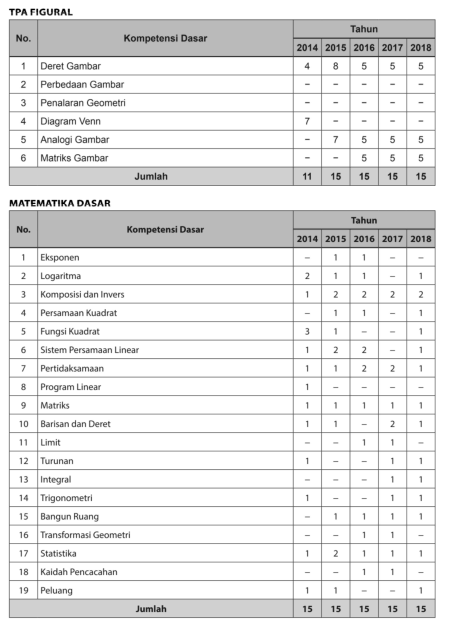 TPA FIGURAL
No. Kompetensi Dasar Tahun
2014 2015 2016 2017 2018
1 Deret Gambar 4 8 5 5 5
2 Perbedaan Gambar – – – – –
3 Penalaran Geometri – – – – –
4 Diagram Venn 7 – – – –
5 Analogi Gambar – 7 5 5 5
6 Matriks Gambar – – 5 5 5
Jumlah 11 15 15 15 15
MATEMATIKA DASAR
No. Kompetensi Dasar Tahun
2014 2015 2016 2017 2018
1 Eksponen – 1 1 – –
2 Logaritma 2 1 1 – 1
3 Komposisi dan Invers 1 2 2 2 2
4 Persamaan Kuadrat – 1 1 – 1
5 Fungsi Kuadrat 3 1 – – 1
6 Sistem Persamaan Linear 1 2 2 – 1
7 Pertidaksamaan 1 1 2 2 1
8 Program Linear 1 – – – –
9 Matriks 1 1 1 1 1
10 Barisan dan Deret 1 1 – 2 1
11 Limit – – 1 1 –
12 Turunan 1 – – 1 1
13 Integral – – – 1 1
14 Trigonometri 1 – – 1 1
15 Bangun Ruang – 1 1 1 1
16 Transformasi Geometri – – 1 1 –
17 Statistika 1 2 1 1 1
18 Kaidah Pencacahan – – 1 1 –
19 Peluang 1 1 – – 1
Jumlah 15 15 15 15 15